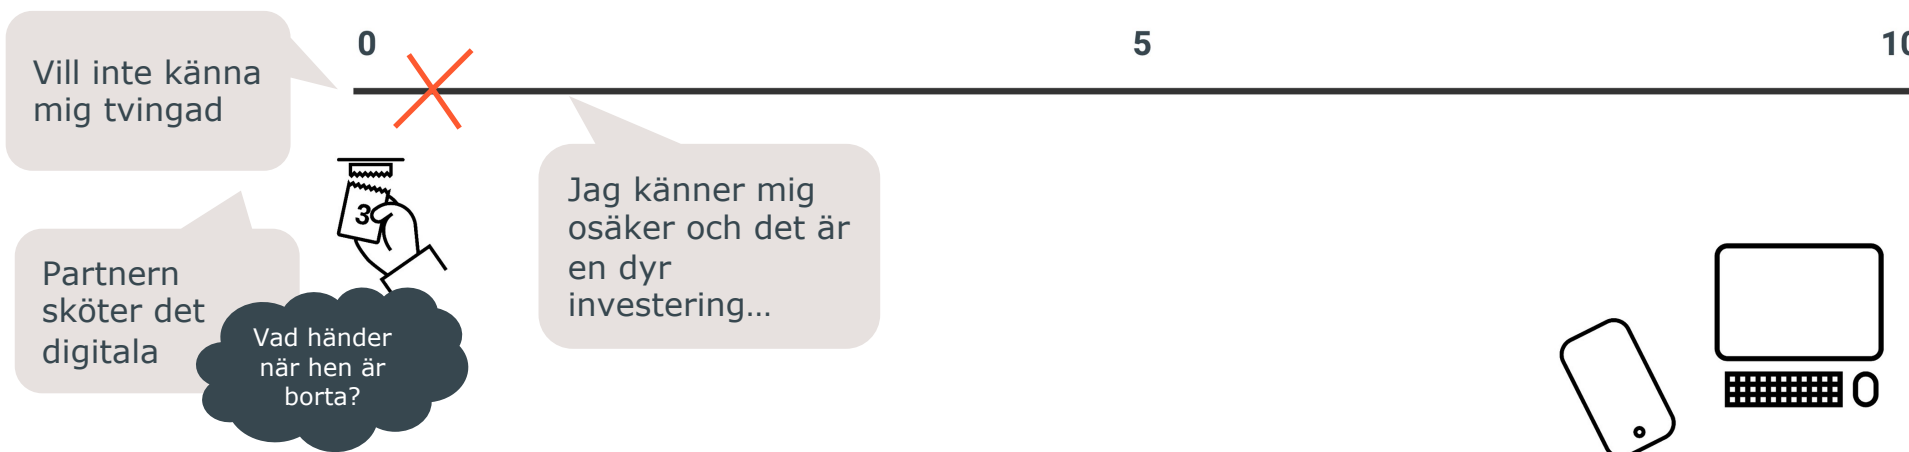 0
5
10
Vill inte känna
mig tvingad
3
Jag känner mig
osäker och det är
en dyr
investering...
Partnern
sköter det
digitala
Vad händer
när hen är
borta?